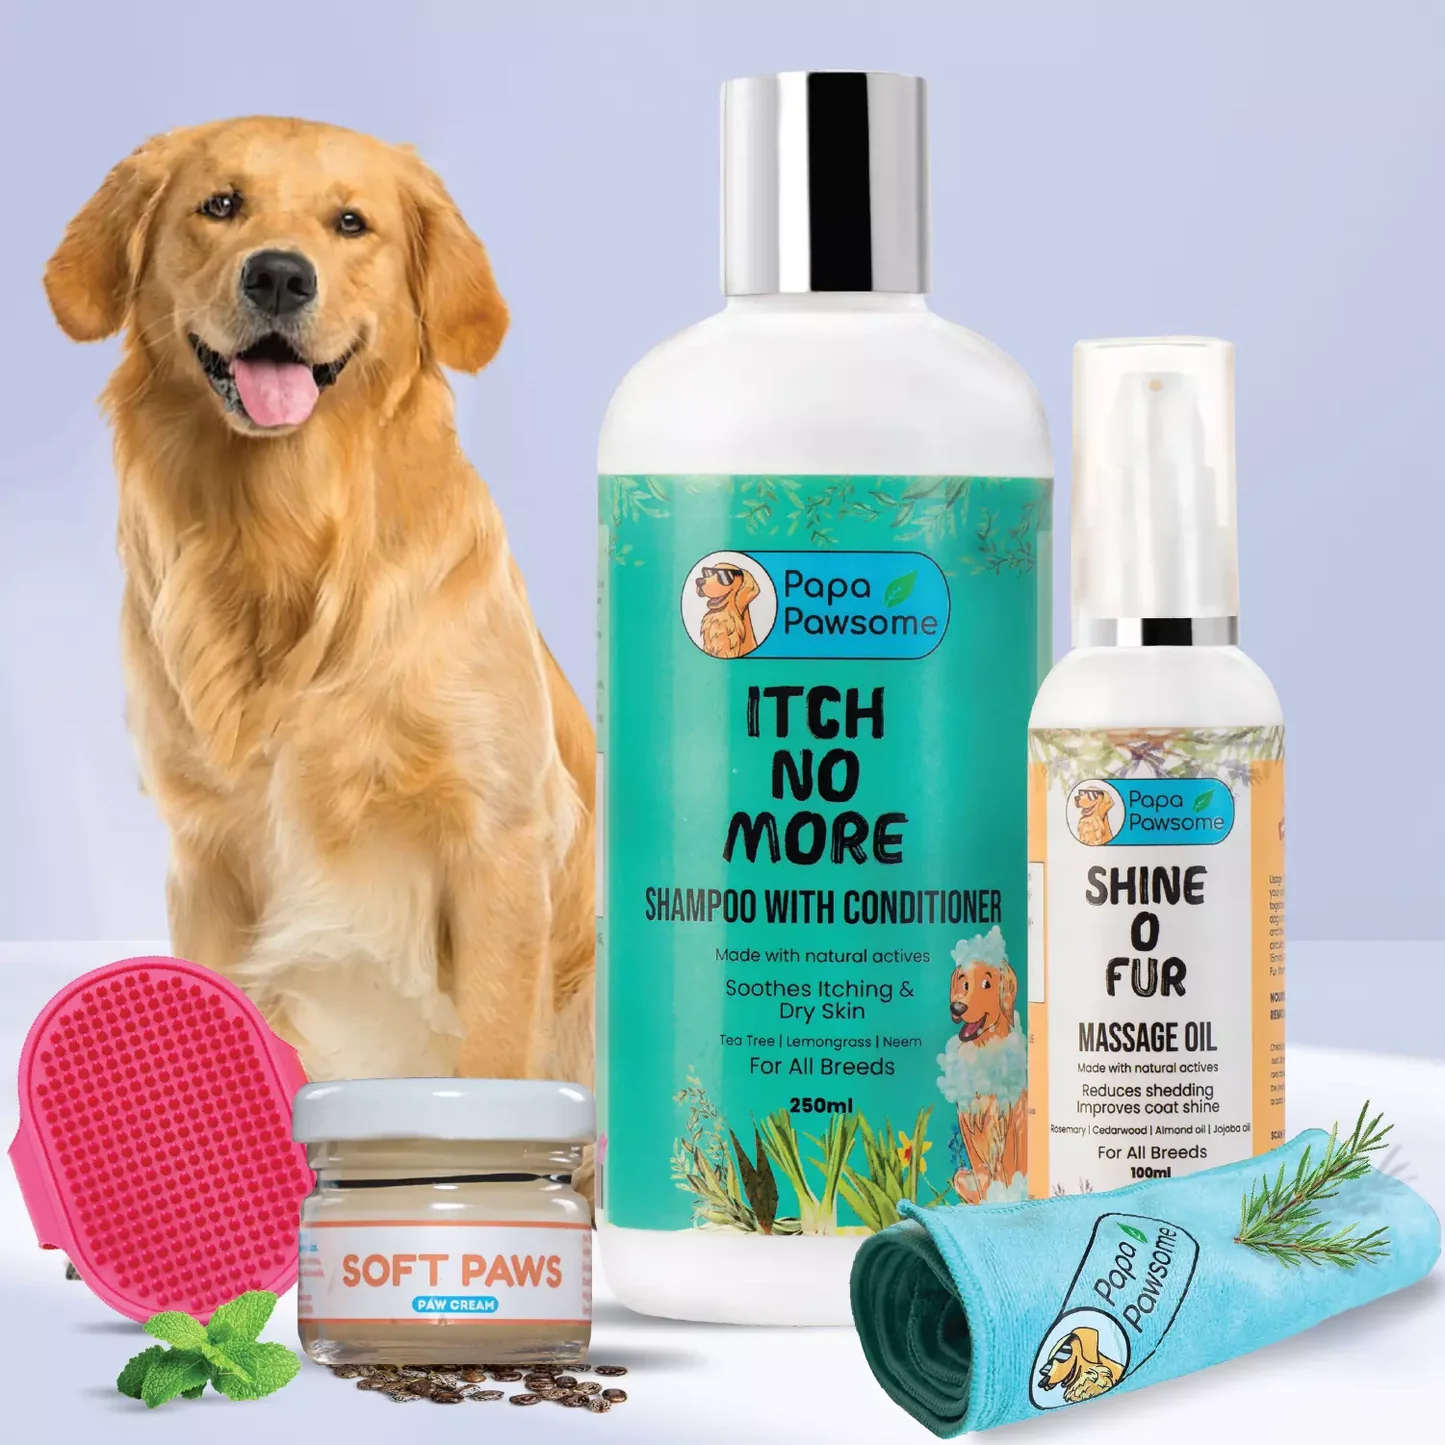 Papa
Pawsome
ITCH
NO
MORE
SHAMPOO WITH CONDITIONER
Made with natural actives
Soothes Itching &
Dry Skin
Tea Tree | Lemongrass | Neem
For All Breeds
250ml
Papa
Pawsome
SHINE
O
FUR
MASSAGE OIL
Made with natural actives
Reduces shedding
Improves coat shine
Rosemary | Cedarwood | Almond oil | Jojoba oil
For All Breeds
100ml
SOFT PAWS
PAW CREAM
Papa
Pawsome